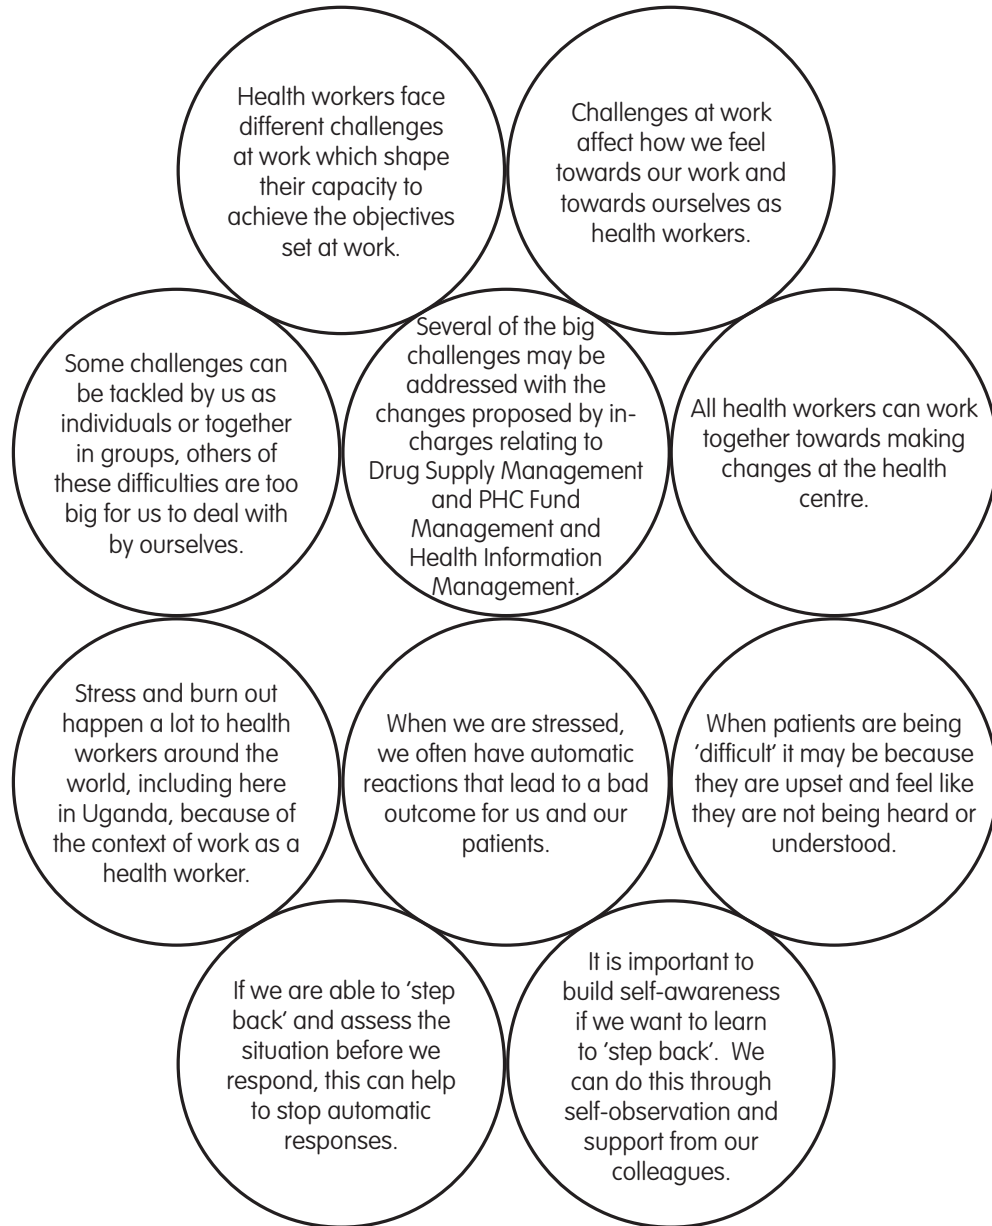 Health workers face
different challenges
at work which shape
their capacity to
achieve the objectives
set at work.
Challenges at work
affect how we feel
towards our work and
towards ourselves as
health workers.
Some challenges can
be tackled by us as
individuals or together
in groups, others of
these difficulties are too
big for us to deal with
by ourselves.
Several of the big
challenges may be
addressed with the
changes proposed by in-
charges relating to
Drug Supply Management
and PHC Fund
Management and
Health Information
Management.
All health workers can work
together towards making
changes at the health
centre.
Stress and burn out
happen a lot to health
workers around the
world, including here
in Uganda, because of
the context of work as a
health worker.
When we are stressed,
we often have automatic
reactions that lead to a bad
outcome for us and our
patients.
When patients are being
‘difficult’ it may be because
they are upset and feel like
they are not being heard or
understood.
If we are able to ‘step
back’ and assess the
situation before we
respond, this can help
to stop automatic
responses.
It is important to
build self-awareness
if we want to learn
to ‘step back’.  We
can do this through
self-observation and
support from our
colleagues.